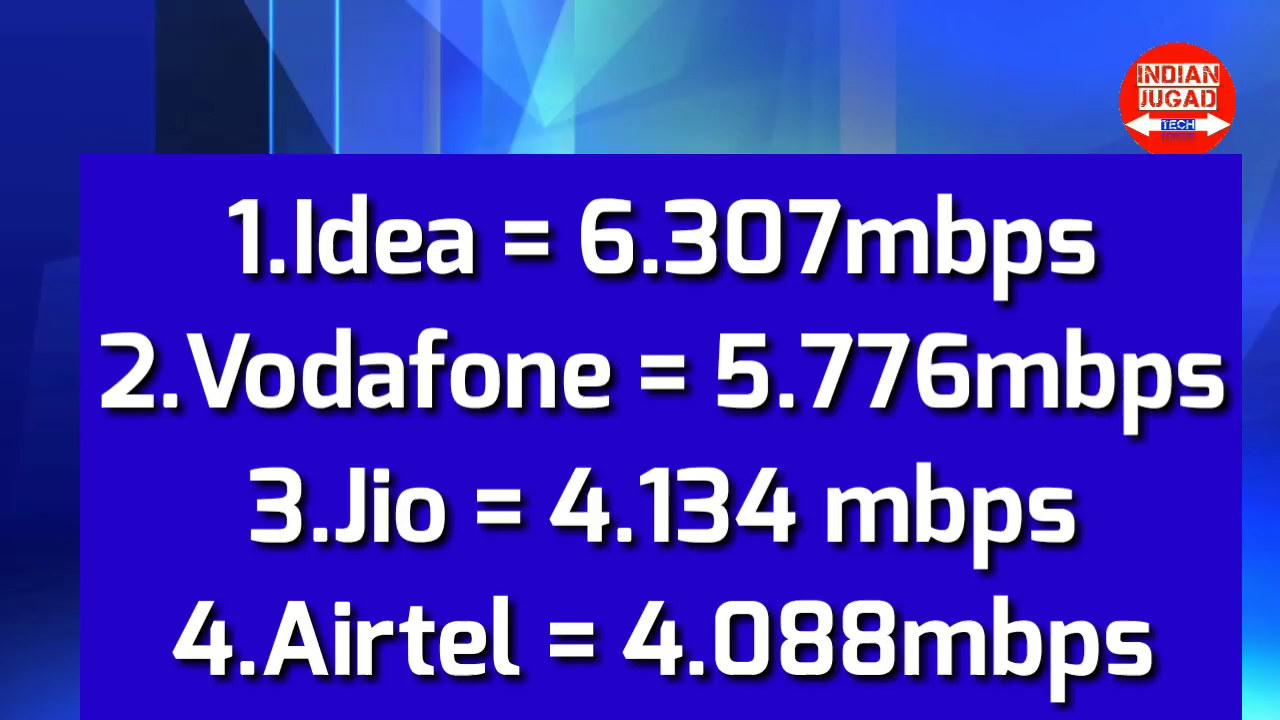 INDIAN
JUGAD
TECH
1.Idea = 6.307mbps
2.Vodafone = 5.776mbps
3.Jio = 4.134 mbps
4.Airtel = 4.088mbps